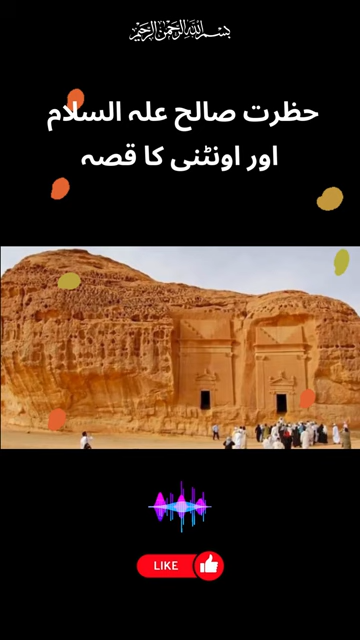 بسم الله الرحمن الرحيم
حظرت صالح علہ السلام
اور اونٹنی کا قصہ
LIKE